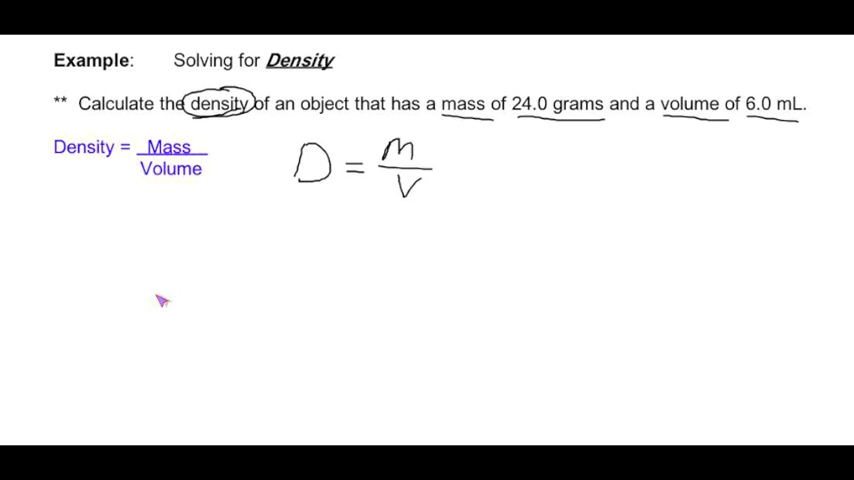 Example: Solving for Density
** Calculate the density of an object that has a mass of 24.0 grams and a volume of 6.0 mL.
Density = Mass
Volume
D = m
V